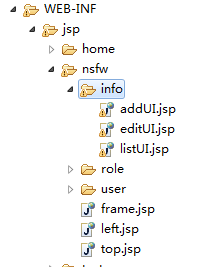 WEB-INF
jsp
home
nsfw
info
addUI.jsp
editUI.jsp
listUI.jsp
role
user
frame.jsp
left.jsp
top.jsp